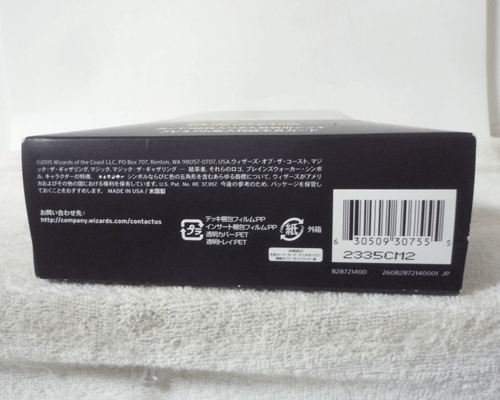 ©2015 Wizards of the Coast LLC, PO Box 707, Renton, WA 98057-0707, USA ウィザーズ・オブ・ザ・コースト、マジ
ック・ザ・ギャザリング、マジック、マジック・ザ・ギャザリング — 統率者、それらのロゴ、プレインズウォーカー・シンボ
ル、キャラクターの特徴、 シンボルならびに色の五角形を含むあらゆる商標について、ウィザーズがアメリ
カおよびその他の国における権利を保有しています。U.S. Pat. No. RE 37,957. 今後の参考のため、パッケージを保管して
おくことをおすすめします。 MADE IN USA / 米国製
お問い合わせ先：
http://company.wizards.com/contactus
プラ
デッキ梱包フィルム:PP
インサート梱包フィルム:PP
透明カバー:PET
透明トレイ:PET
紙 外箱
6 30509 30755 5
2335CM2
B28721400
260B287214000F JP